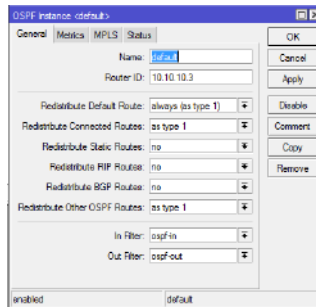 OSPF Instance <default>
General Metrics MPLS Status
Name: default
Router ID: 10.10.10.3
Redistribute Default Route: always (as type 1)
Redistribute Connected Routes: as type 1
Redistribute Static Routes: no
Redistribute RIP Routes: no
Redistribute BGP Routes: no
Redistribute Other OSPF Routes: as type 1
In Filter: ospf-in
Out Filter: ospf-out
OK
Cancel
Apply
Disable
Comment
Copy
Remove
enabled default